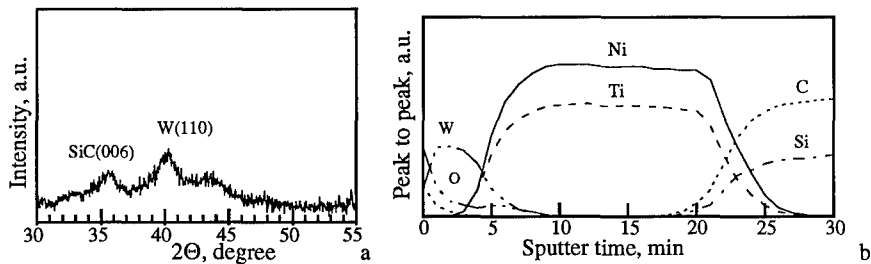 Intensity, a.u.
SiC(006)
W(110)
30 35 40 45 50 55
2Θ, degree
a
Peak to peak, a.u.
Ni
Ti
W
O
C
Si
0 5 10 15 20 25 30
Sputter time, min
b